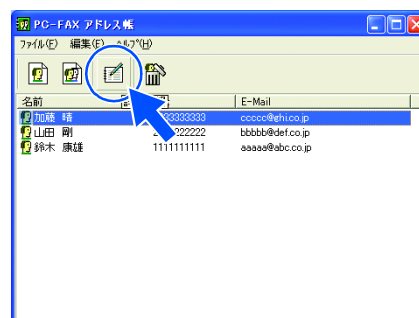 PC-FAX アドレス帳
ファイル(F) 編集(E) ヘルプ(H)
名前 E-Mail
加藤 晴 3333333333 ccccc@ghi.co.jp
山田 剛 222222 bbbbb@def.co.jp
鈴木 康雄 1111111111 aaaaa@abc.co.jp